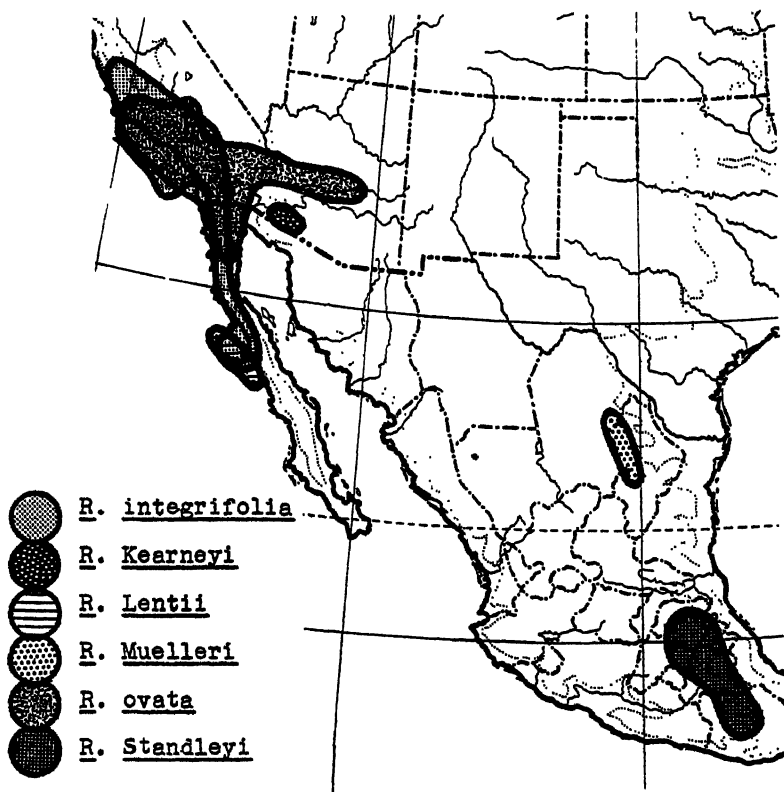 R. integrifolia
R. Kearneyi
R. Lentii
R. Muelleri
R. ovata
R. Standleyi